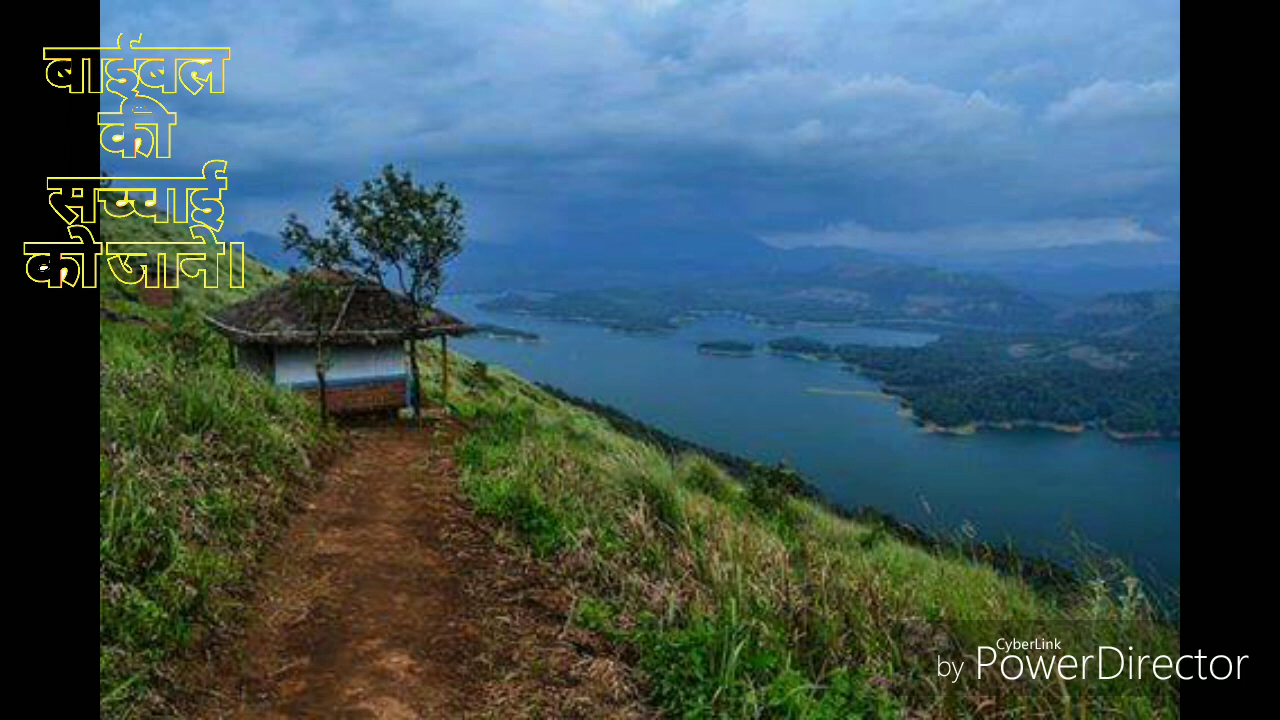 बाईबल
की
सच्चाई
को जाने।
CyberLink
by PowerDirector